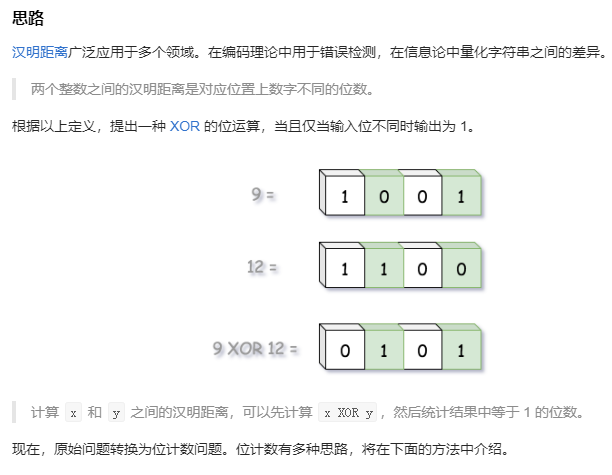 思路
汉明距离广泛应用于多个领域。在编码理论中用于错误检测，在信息论中量化字符串之间的差异。
两个整数之间的汉明距离是对应位置上数字不同的位数。
根据以上定义，提出一种 XOR 的位运算，当且仅当输入位不同时输出为 1。
9 = 1 0 0 1
12 = 1 1 0 0
9 XOR 12 = 0 1 0 1
计算 x 和 y 之间的汉明距离，可以先计算 x XOR y，然后统计结果中等于 1 的位数。
现在，原始问题转换为位计数问题。位计数有多种思路，将在下面的方法中介绍。